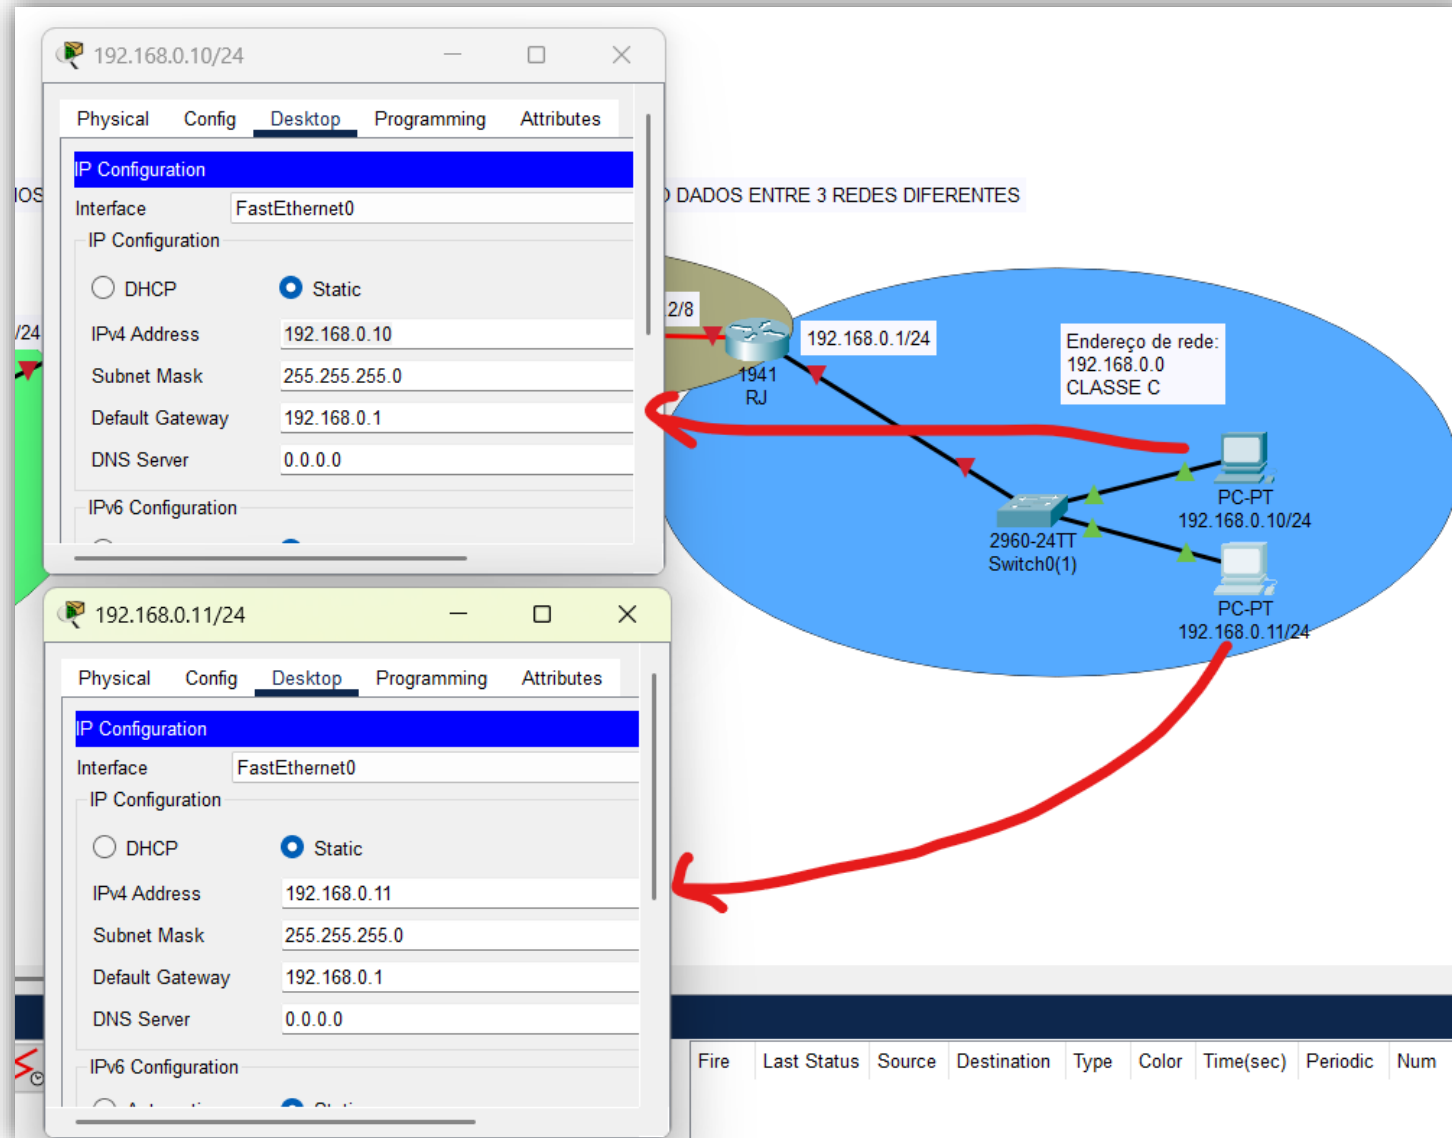 192.168.0.10/24
Physical Config Desktop Programming Attributes
IP Configuration
Interface FastEthernet0
IP Configuration
DHCP Static
IPv4 Address 192.168.0.10
Subnet Mask 255.255.255.0
Default Gateway 192.168.0.1
DNS Server 0.0.0.0
IPv6 Configuration
192.168.0.11/24
Physical Config Desktop Programming Attributes
IP Configuration
Interface FastEthernet0
IP Configuration
DHCP Static
IPv4 Address 192.168.0.11
Subnet Mask 255.255.255.0
Default Gateway 192.168.0.1
DNS Server 0.0.0.0
IPv6 Configuration
DADOS ENTRE 3 REDES DIFERENTES
/24
.2/8
192.168.0.1/24
1941
RJ
Endereço de rede:
192.168.0.0
CLASSE C
PC-PT
192.168.0.10/24
2960-24TT
Switch0(1)
PC-PT
192.168.0.11/24
Fire Last Status Source Destination Type Color Time(sec) Periodic Num